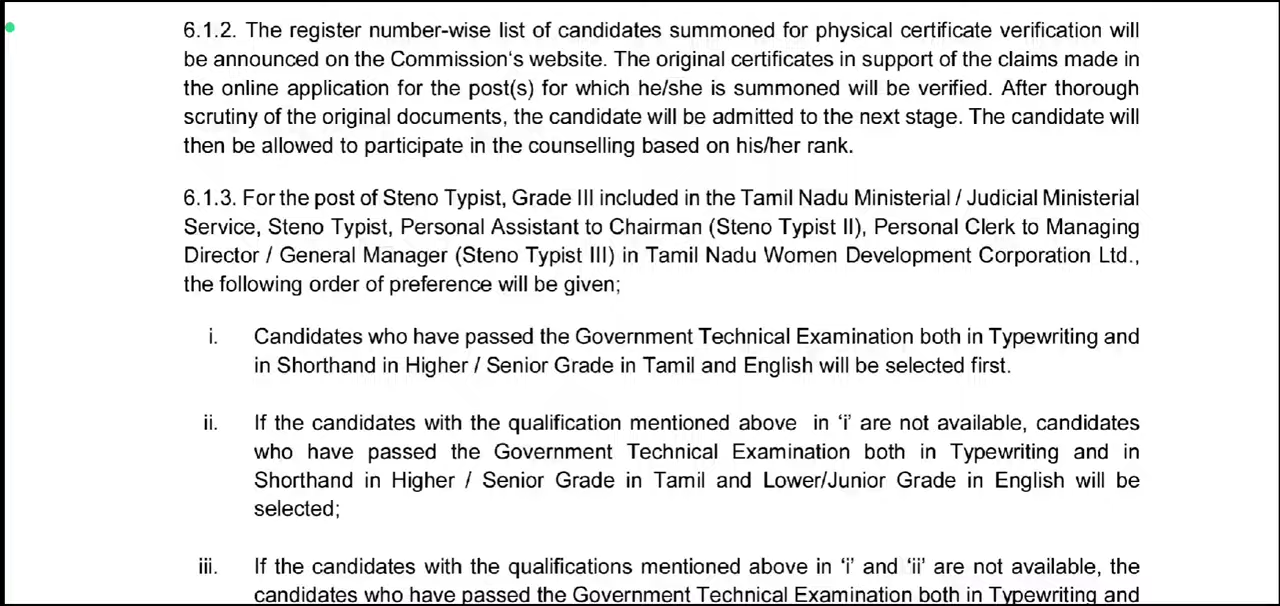 6.1.2. The register number-wise list of candidates summoned for physical certificate verification will
be announced on the Commission‘s website. The original certificates in support of the claims made in
the online application for the post(s) for which he/she is summoned will be verified. After thorough
scrutiny of the original documents, the candidate will be admitted to the next stage. The candidate will
then be allowed to participate in the counselling based on his/her rank.
6.1.3. For the post of Steno Typist, Grade III included in the Tamil Nadu Ministerial / Judicial Ministerial
Service, Steno Typist, Personal Assistant to Chairman (Steno Typist II), Personal Clerk to Managing
Director / General Manager (Steno Typist III) in Tamil Nadu Women Development Corporation Ltd.,
the following order of preference will be given;
i. Candidates who have passed the Government Technical Examination both in Typewriting and
in Shorthand in Higher / Senior Grade in Tamil and English will be selected first.
ii. If the candidates with the qualification mentioned above in ‘i’ are not available, candidates
who have passed the Government Technical Examination both in Typewriting and in
Shorthand in Higher / Senior Grade in Tamil and Lower/Junior Grade in English will be
selected;
iii. If the candidates with the qualifications mentioned above in ‘i’ and ‘ii’ are not available, the
candidates who have passed the Government Technical Examination both in Typewriting and